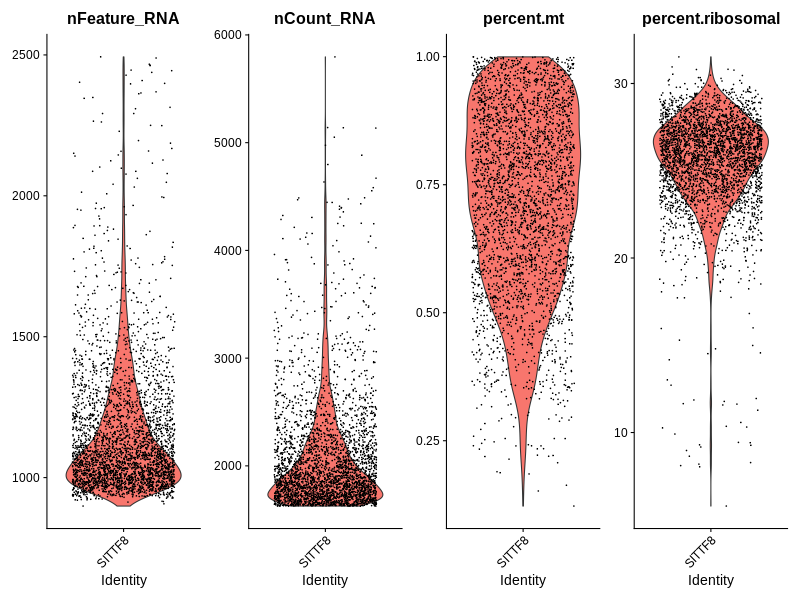 nFeature_RNA
2500
2000
1500
1000
SITTF8
Identity
nCount_RNA
6000
5000
4000
3000
2000
SITTF8
Identity
percent.mt
1.00
0.75
0.50
0.25
SITTF8
Identity
percent.ribosomal
30
20
10
SITTF8
Identity